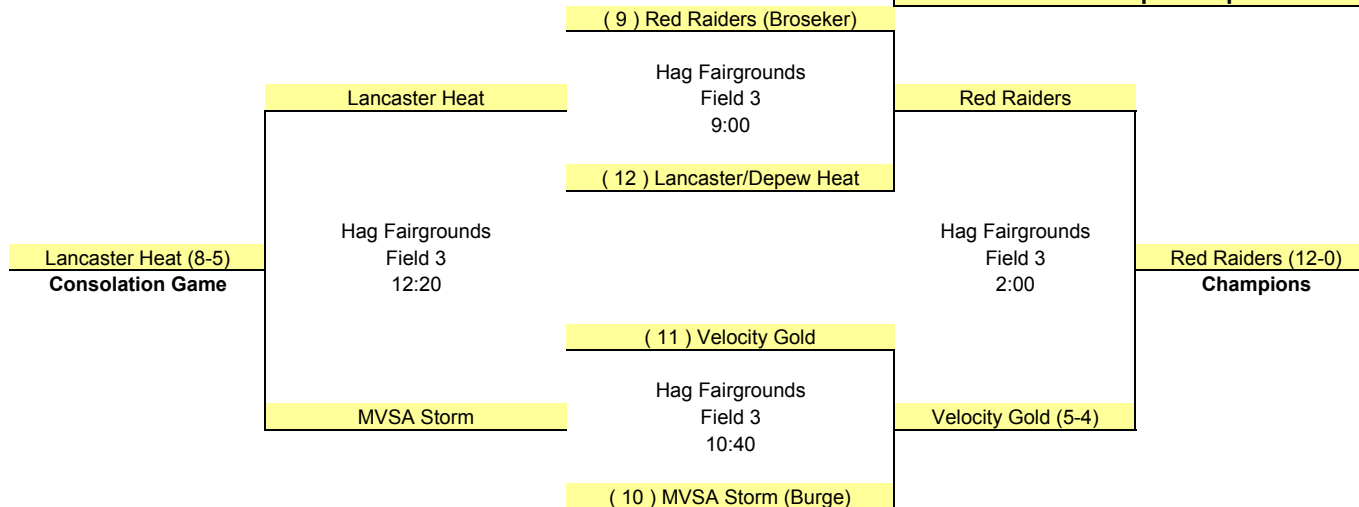 ( 9 ) Red Raiders (Broseker)
Hag Fairgrounds
Lancaster Heat
Field 3
Red Raiders
9:00
( 12 ) Lancaster/Depew Heat
Hag Fairgrounds
Hag Fairgrounds
Lancaster Heat (8-5)
Field 3
Field 3
Red Raiders (12-0)
Consolation Game
12:20
2:00
Champions
( 11 ) Velocity Gold
Hag Fairgrounds
MVSA Storm
Field 3
Velocity Gold (5-4)
10:40
( 10 ) MVSA Storm (Burge)